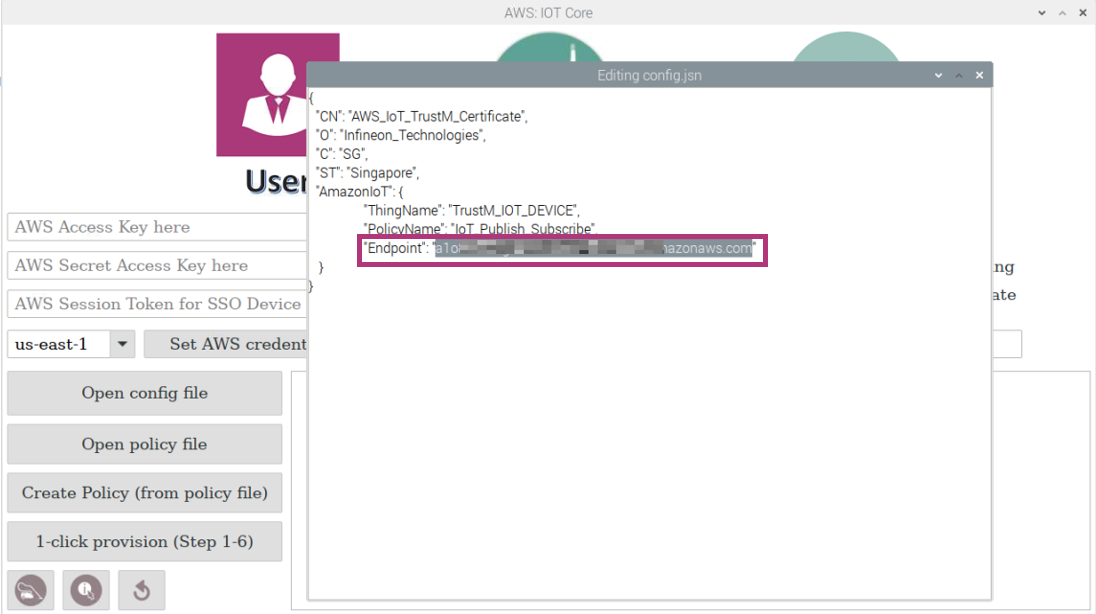 AWS: IOT Core
User
AWS Access Key here
AWS Secret Access Key here
AWS Session Token for SSO Device
us-east-1
Set AWS credent
Open config file
Open policy file
Create Policy (from policy file)
1-click provision (Step 1-6)
Editing config.jsn
{
"CN": "AWS_IoT_TrustM_Certificate",
"O": "Infineon_Technologies",
"C": "SG",
"ST": "Singapore",
"AmazonIoT": {
"ThingName": "TrustM_IOT_DEVICE",
"PolicyName": "IoT_Publish_Subscribe",
"Endpoint": "a1o mazonaws.com"
}
}
ng
ate